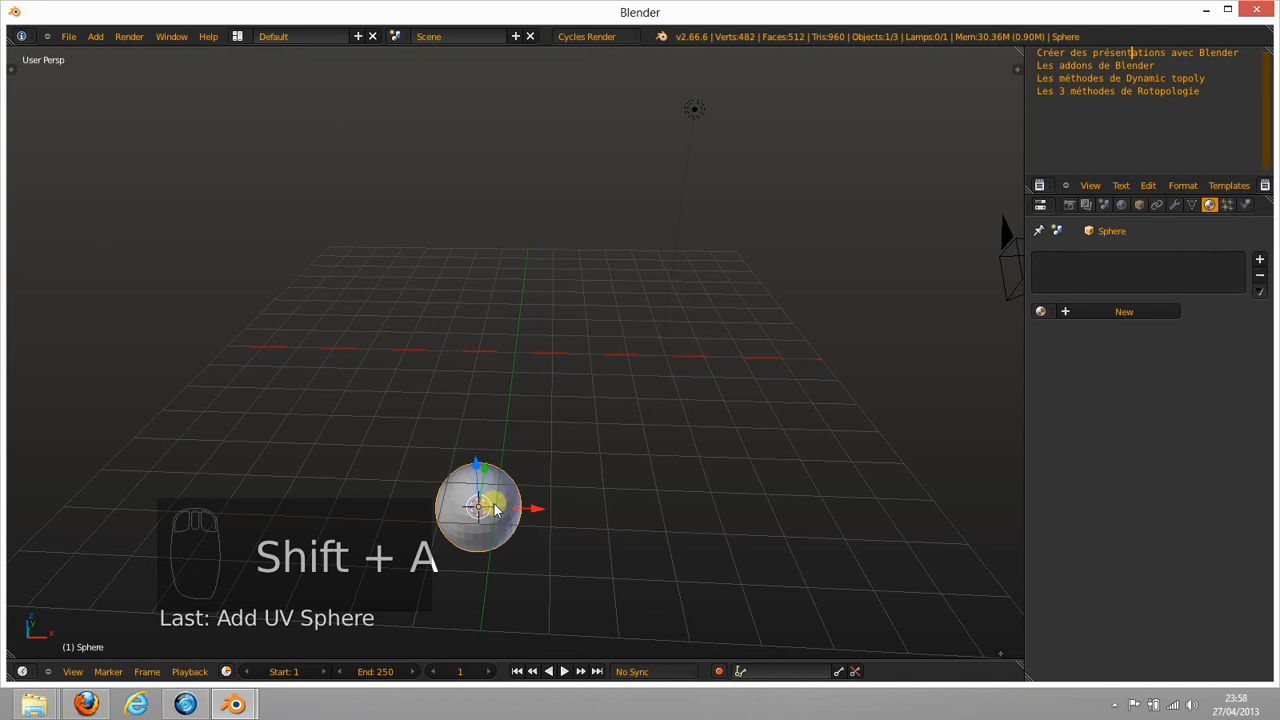 Blender
File Add Render Window Help Default Scene Cycles Render v2.66.6 | Verts:482 | Faces:512 | Tris:960 | Objects:1/3 | Lamps:0/1 | Mem:30.36M (0.90M) | Sphere
User Persp
Créer des présentations avec Blender
Les addons de Blender
Les méthodes de Dynamic topoly
Les 3 méthodes de Rotopologie
View Text Edit Format Templates
Sphere
New
Shift + A
Last: Add UV Sphere
z
y
x
(1) Sphere
View Marker Frame Playback Start: 1 End: 250 1 No Sync
23:58
27/04/2013